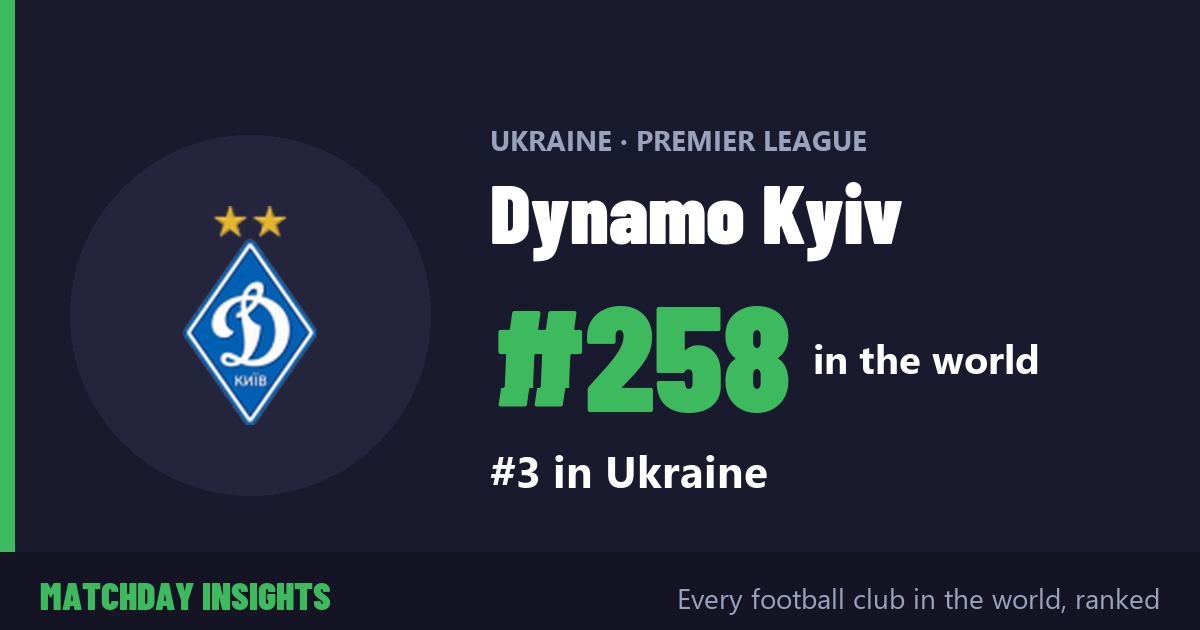 UKRAINE · PREMIER LEAGUE
Dynamo Kyiv
#258 in the world
#3 in Ukraine
Д
КИЇВ
MATCHDAY INSIGHTS
Every football club in the world, ranked